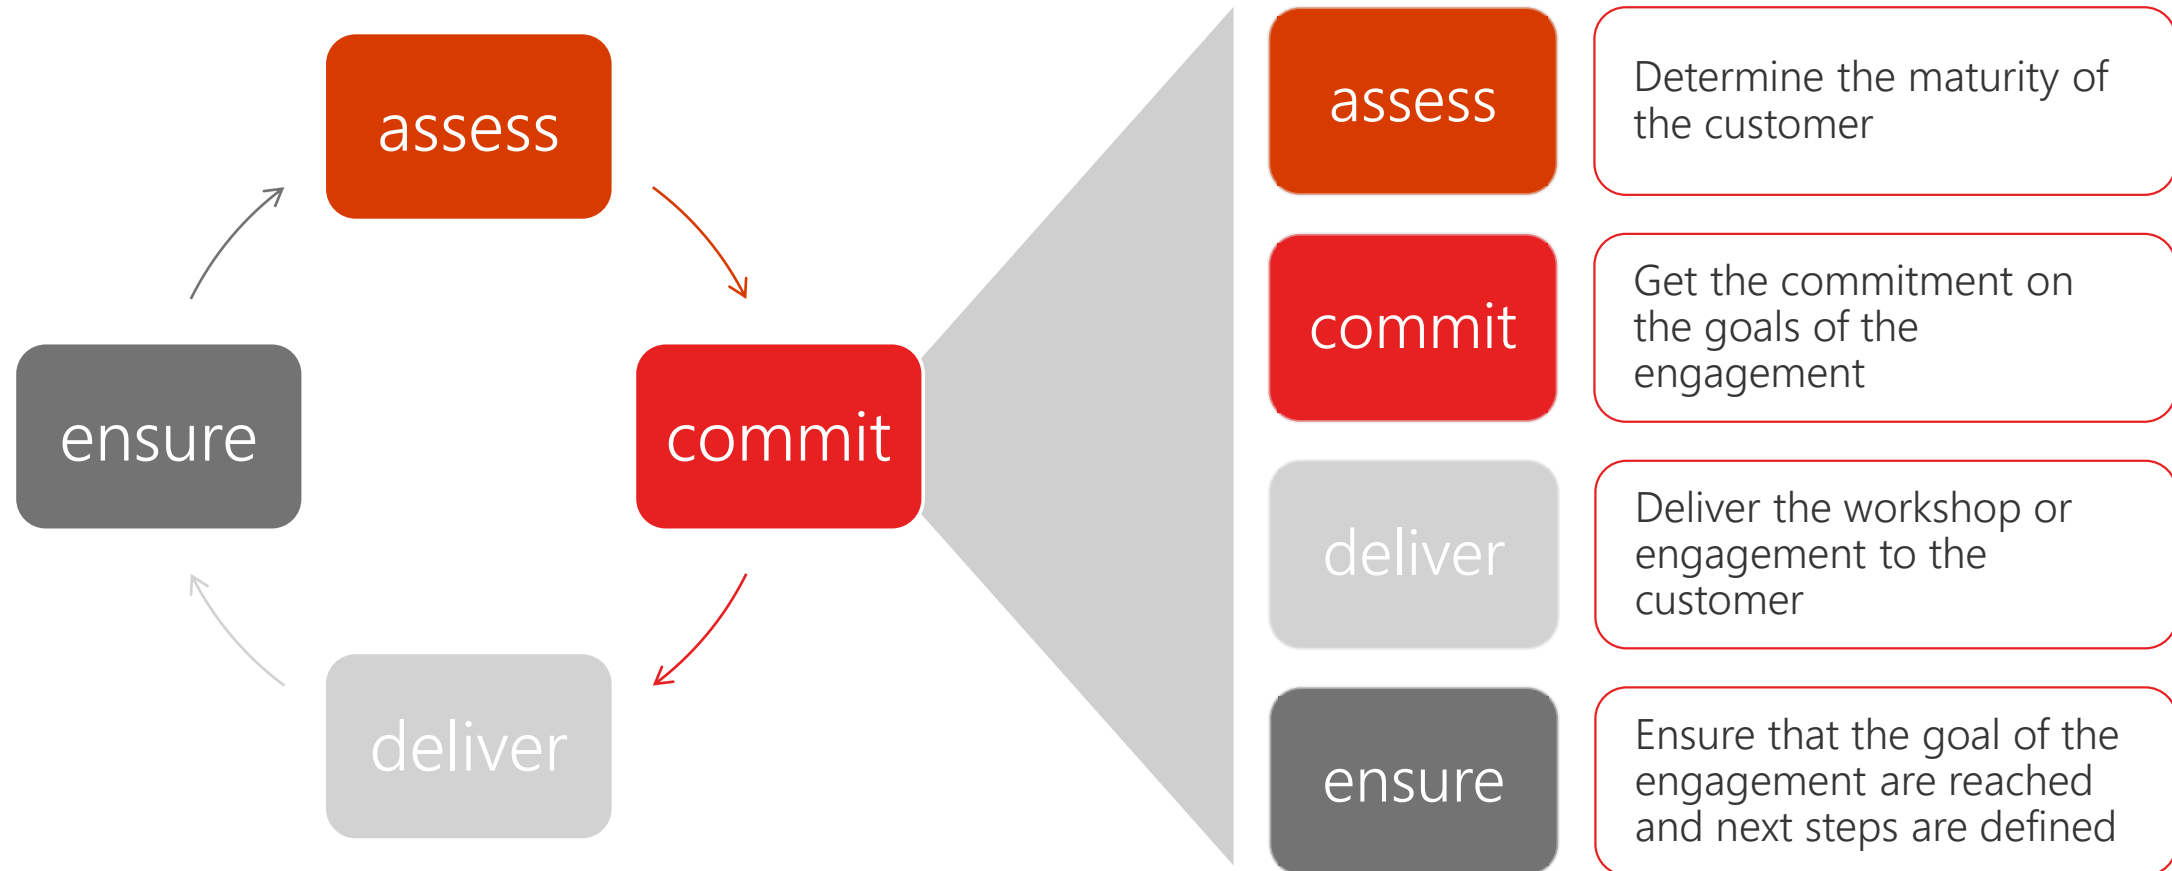 assess
commit
ensure
deliver
assess
Determine the maturity of
the customer
commit
Get the commitment on
the goals of the
engagement
deliver
Deliver the workshop or
engagement to the
customer
ensure
Ensure that the goal of the
engagement are reached
and next steps are defined